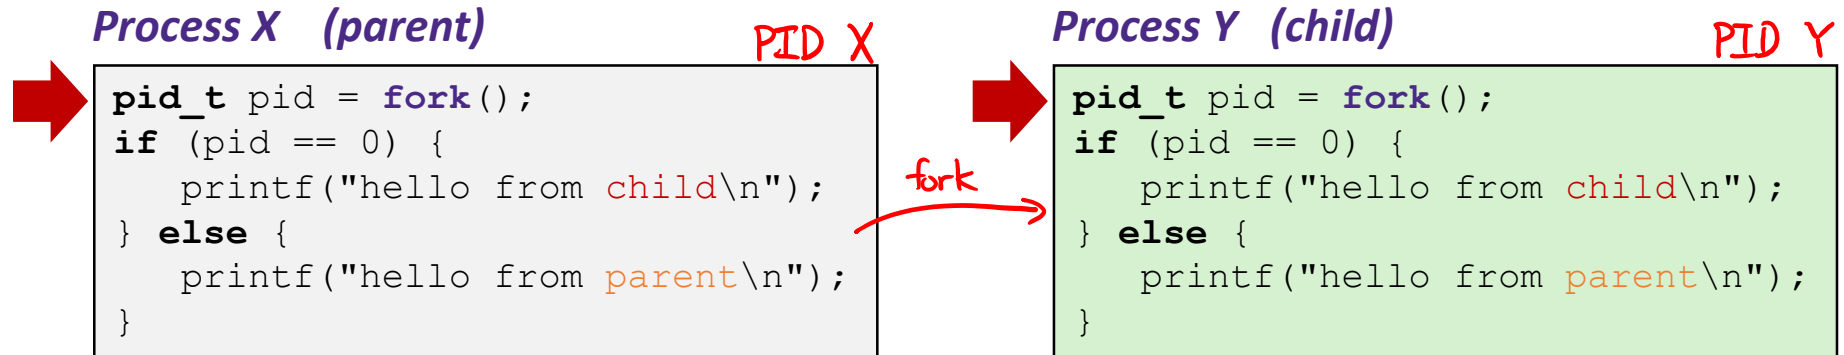 Process X (parent)
PID X
pid_t pid = fork();
if (pid == 0) {
printf("hello from child\n");
} else {
printf("hello from parent\n");
}
fork
Process Y (child)
PID Y
pid_t pid = fork();
if (pid == 0) {
printf("hello from child\n");
} else {
printf("hello from parent\n");
}